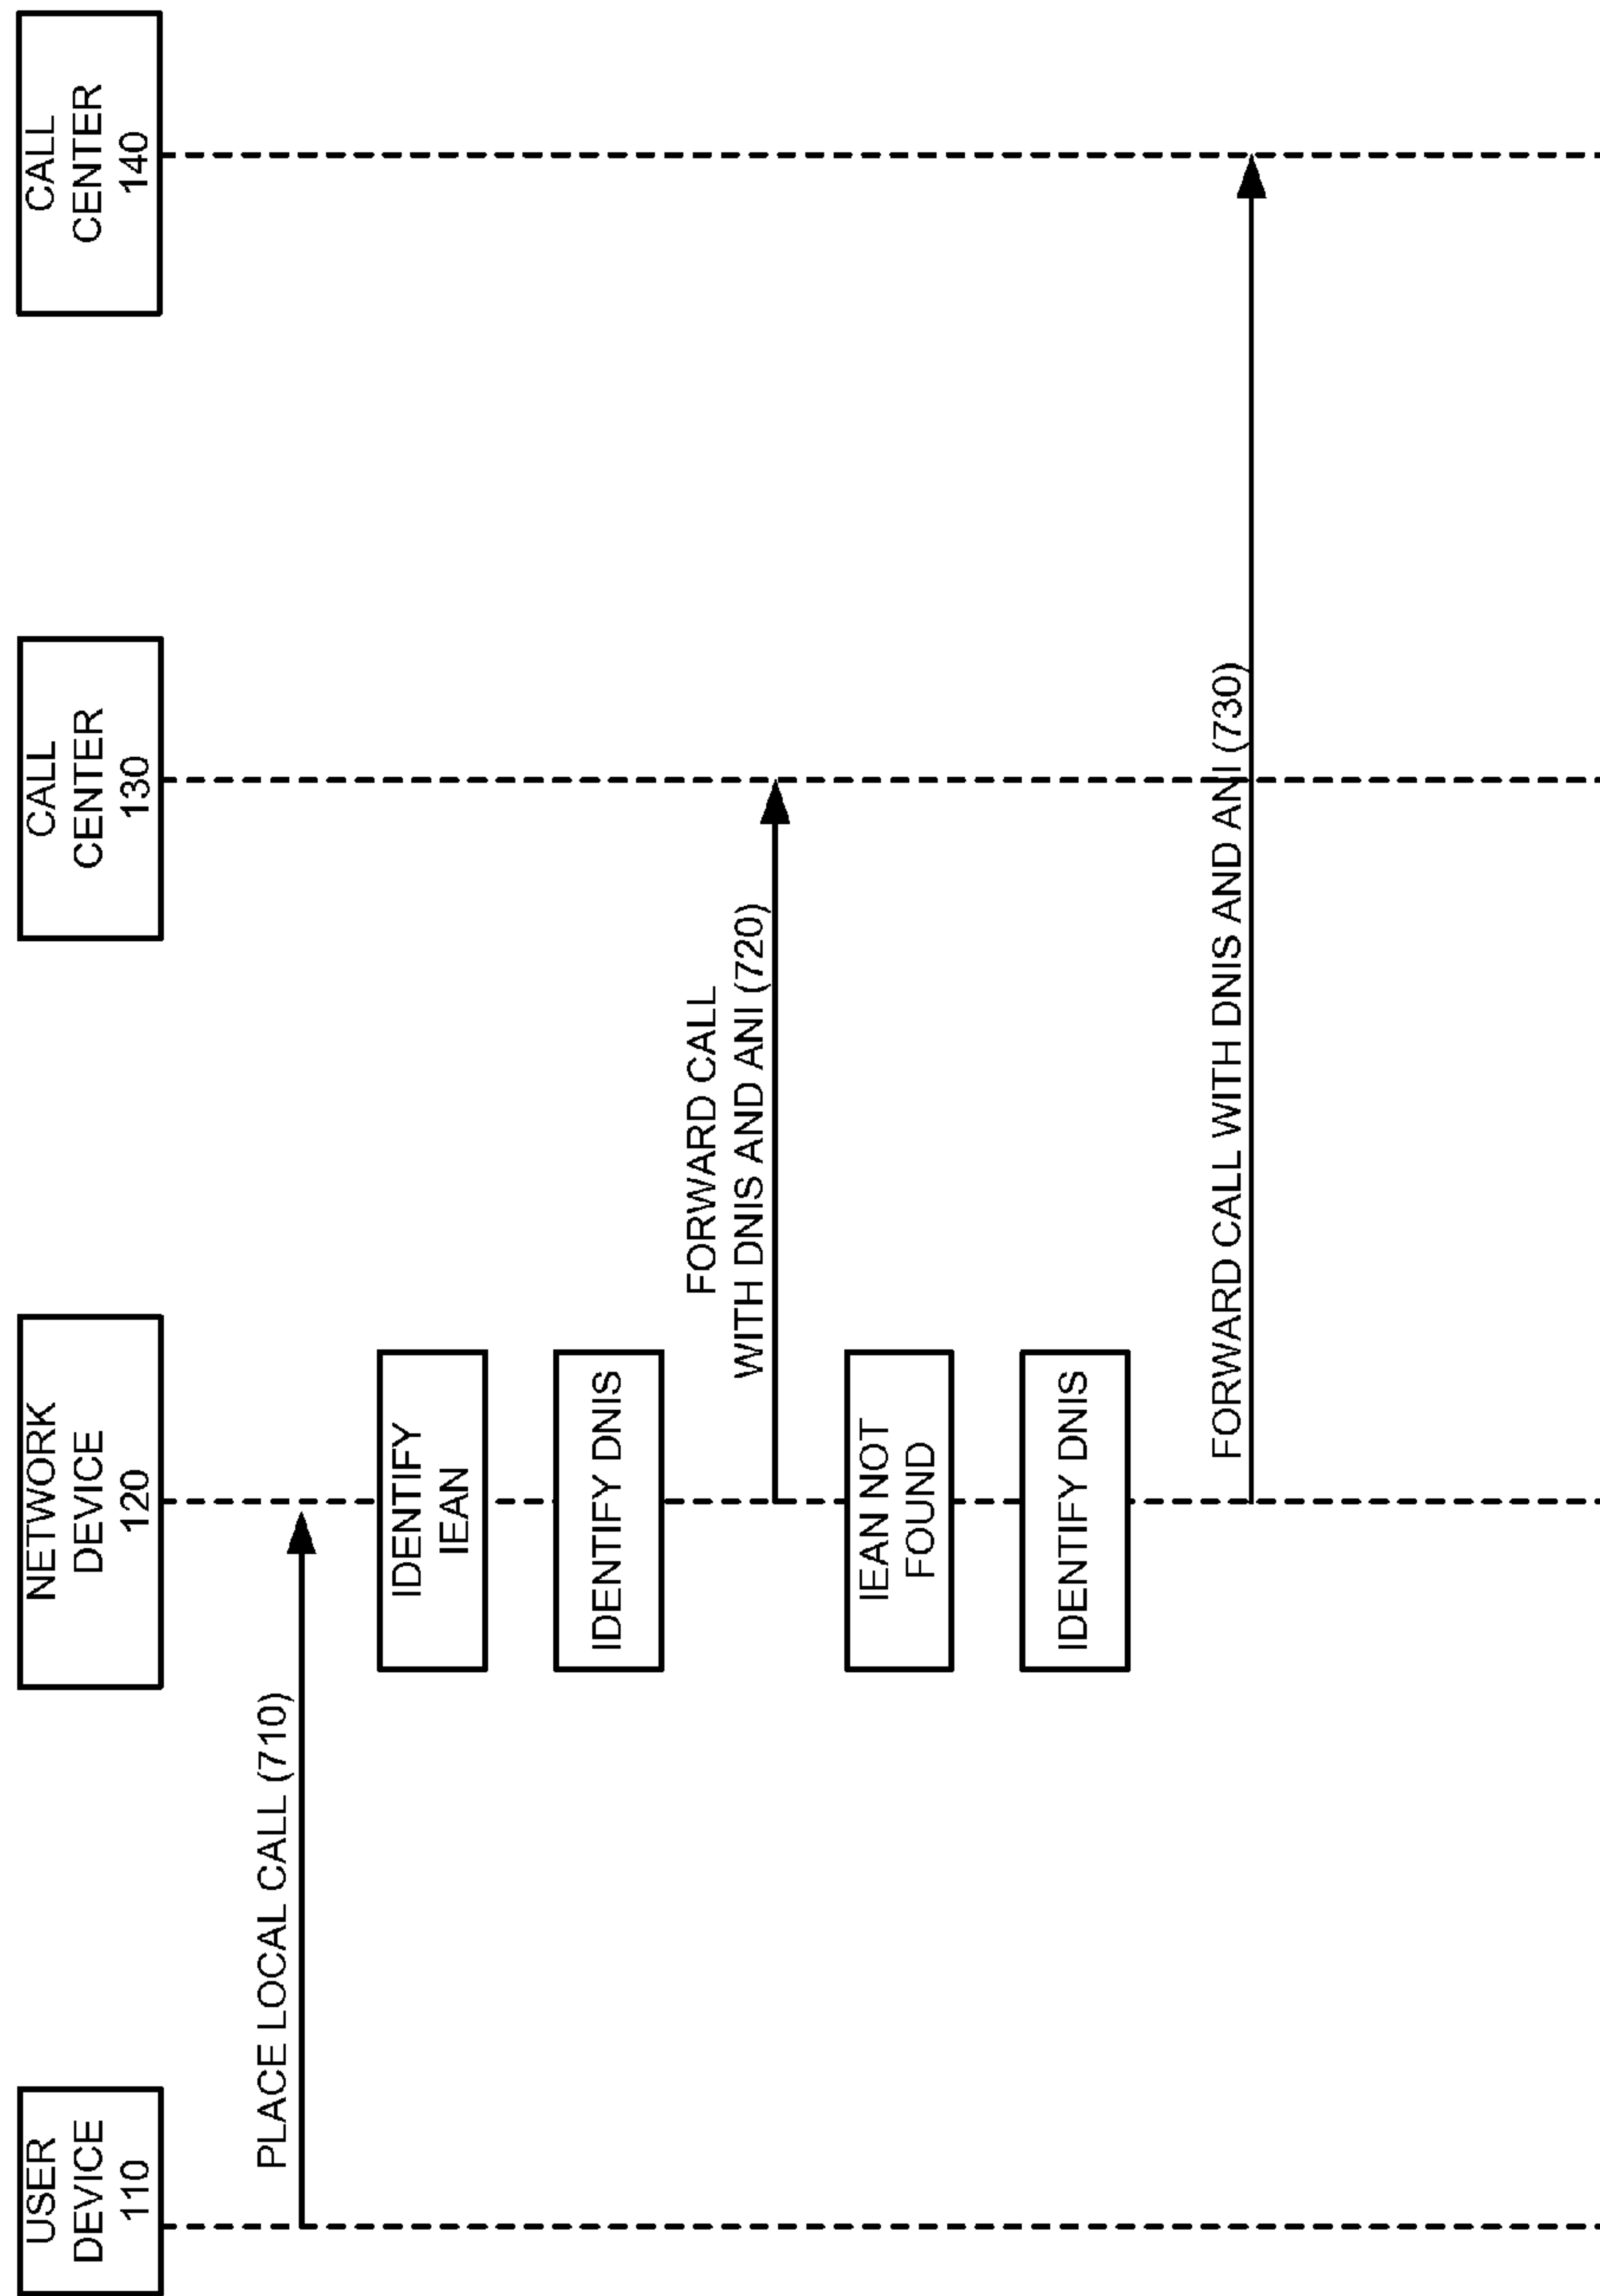 USER
DEVICE
110
NETWORK
DEVICE
120
CALL
CENTER
130
CALL
CENTER
140
PLACE LOCAL CALL (710)
IDENTIFY
IEAN
IDENTIFY DNIS
FORWARD CALL
WITH DNIS AND ANI (720)
IEAN NOT
FOUND
IDENTIFY DNIS
FORWARD CALL WITH DNIS AND ANI (730)